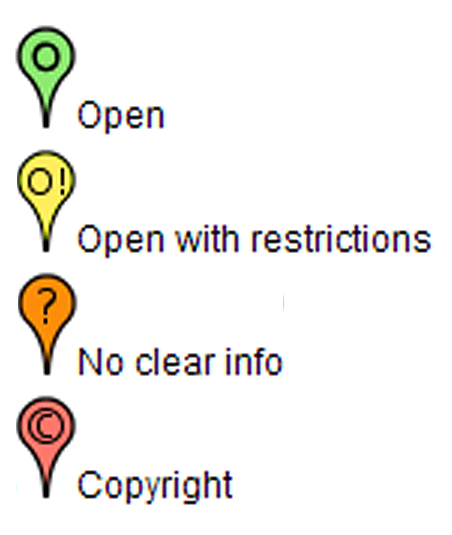 O
Open
O!
Open with restrictions
?
No clear info
©
Copyright